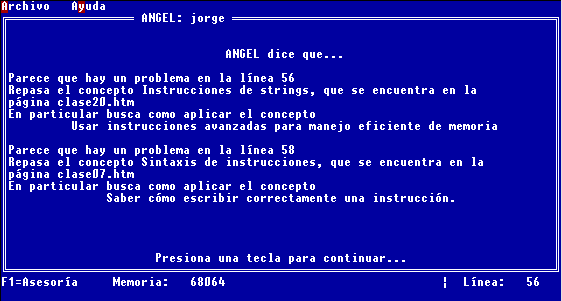 Archivo Ayuda
ANGEL: jorge
ANGEL dice que...
Parece que hay un problema en la línea 56
Repasa el concepto Instrucciones de strings, que se encuentra en la
página clase20.htm
En particular busca como aplicar el concepto
Usar instrucciones avanzadas para manejo eficiente de memoria
Parece que hay un problema en la línea 58
Repasa el concepto Sintaxis de instrucciones, que se encuentra en la
página clase07.htm
En particular busca como aplicar el concepto
Saber cómo escribir correctamente una instrucción.
Presiona una tecla para continuar...
F1=Asesoría Memoria: 68064 ¦ Línea: 56